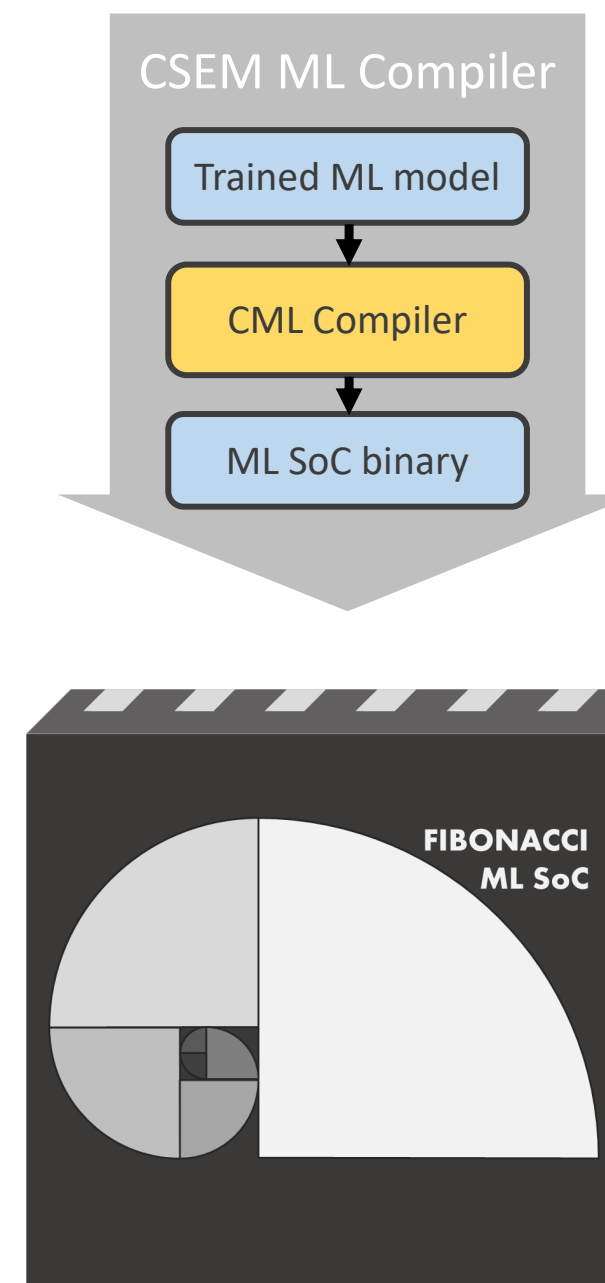 CSEM ML Compiler
Trained ML model
CML Compiler
ML SoC binary
FIBONACCI
ML SoC